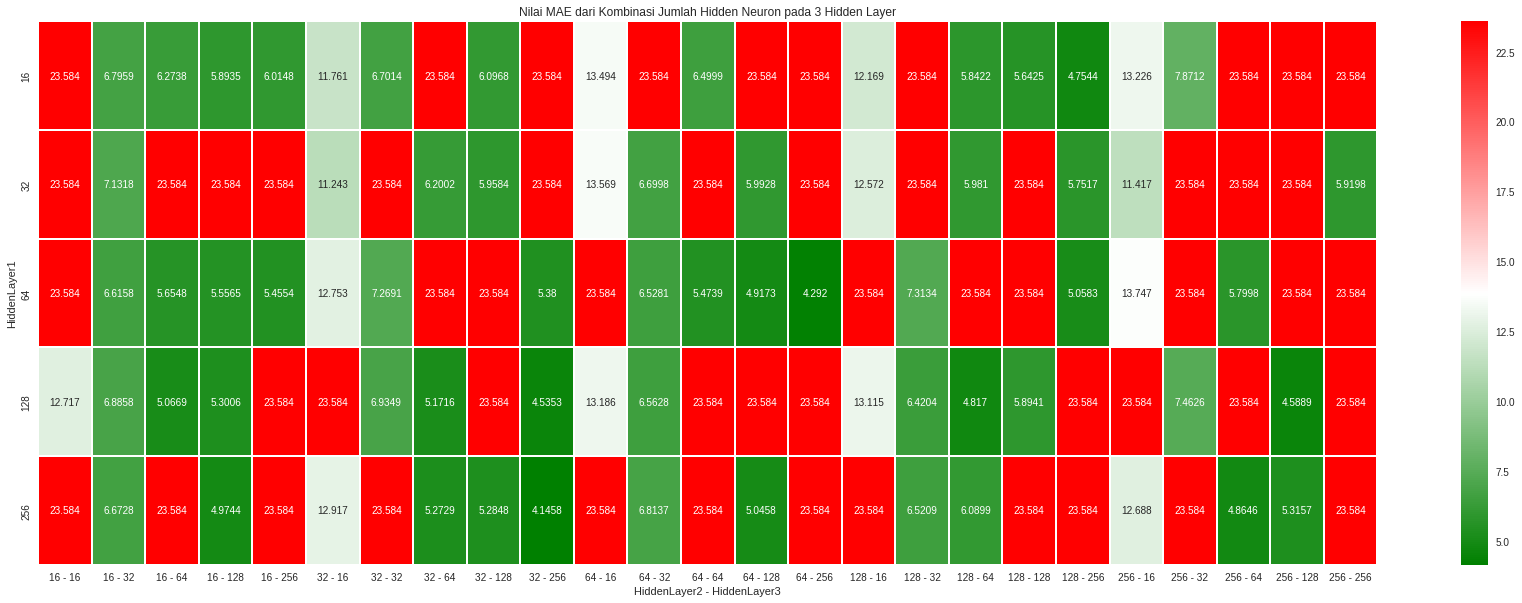 Nilai MAE dari Kombinasi Jumlah Hidden Neuron pada 3 Hidden Layer
HiddenLayer1
16 23.584 6.7959 6.2738 5.8935 6.0148 11.761 6.7014 23.584 6.0968 23.584 13.494 23.584 6.4999 23.584 23.584 12.169 23.584 5.8422 5.6425 4.7544 13.226 7.8712 23.584 23.584 23.584
32 23.584 7.1318 23.584 23.584 23.584 11.243 23.584 6.2002 5.9584 23.584 13.569 6.6998 23.584 5.9928 23.584 12.572 23.584 5.981 23.584 5.7517 11.417 23.584 23.584 23.584 5.9198
64 23.584 6.6158 5.6548 5.5565 5.4554 12.753 7.2691 23.584 23.584 5.38 23.584 6.5281 5.4739 4.9173 4.292 23.584 7.3134 23.584 23.584 5.0583 13.747 23.584 5.7998 23.584 23.584
128 12.717 6.8858 5.0669 5.3006 23.584 23.584 6.9349 5.1716 23.584 4.5353 13.186 6.5628 23.584 23.584 23.584 13.115 6.4204 4.817 5.8941 23.584 23.584 7.4626 23.584 4.5889 23.584
256 23.584 6.6728 23.584 4.9744 23.584 12.917 23.584 5.2729 5.2848 4.1458 23.584 6.8137 23.584 5.0458 23.584 23.584 6.5209 6.0899 23.584 23.584 12.688 23.584 4.8646 5.3157 23.584
16 - 16 16 - 32 16 - 64 16 - 128 16 - 256 32 - 16 32 - 32 32 - 64 32 - 128 32 - 256 64 - 16 64 - 32 64 - 64 64 - 128 64 - 256 128 - 16 128 - 32 128 - 64 128 - 128 128 - 256 256 - 16 256 - 32 256 - 64 256 - 128 256 - 256
HiddenLayer2 - HiddenLayer3
22.5
20.0
17.5
15.0
12.5
10.0
7.5
5.0